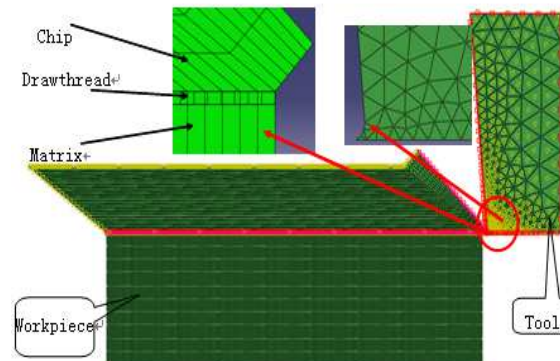 Chip
Drawthread↵
Matrix↵
Workpiece↵
Tool